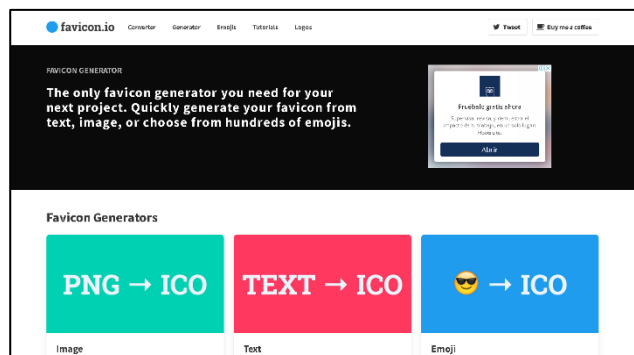 favicon.io
Converter Generator Emojis Tutorials Logos
Tweet Buy me a coffee
FAVICON GENERATOR
The only favicon generator you need for your
next project. Quickly generate your favicon from
text, image, or choose from hundreds of emojis.
Pruébalo gratis ahora
Abrir
Favicon Generators
PNG → ICO
TEXT → ICO
😎 → ICO
Image
Text
Emoji